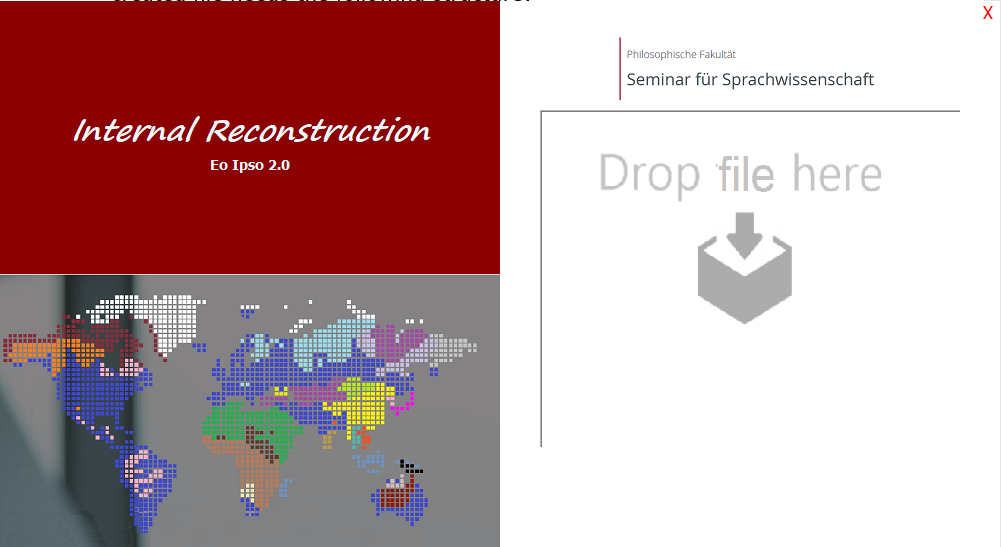 X
Internal Reconstruction
Eo Ipso 2.0
Philosophische Fakultät
Seminar für Sprachwissenschaft
Drop file here